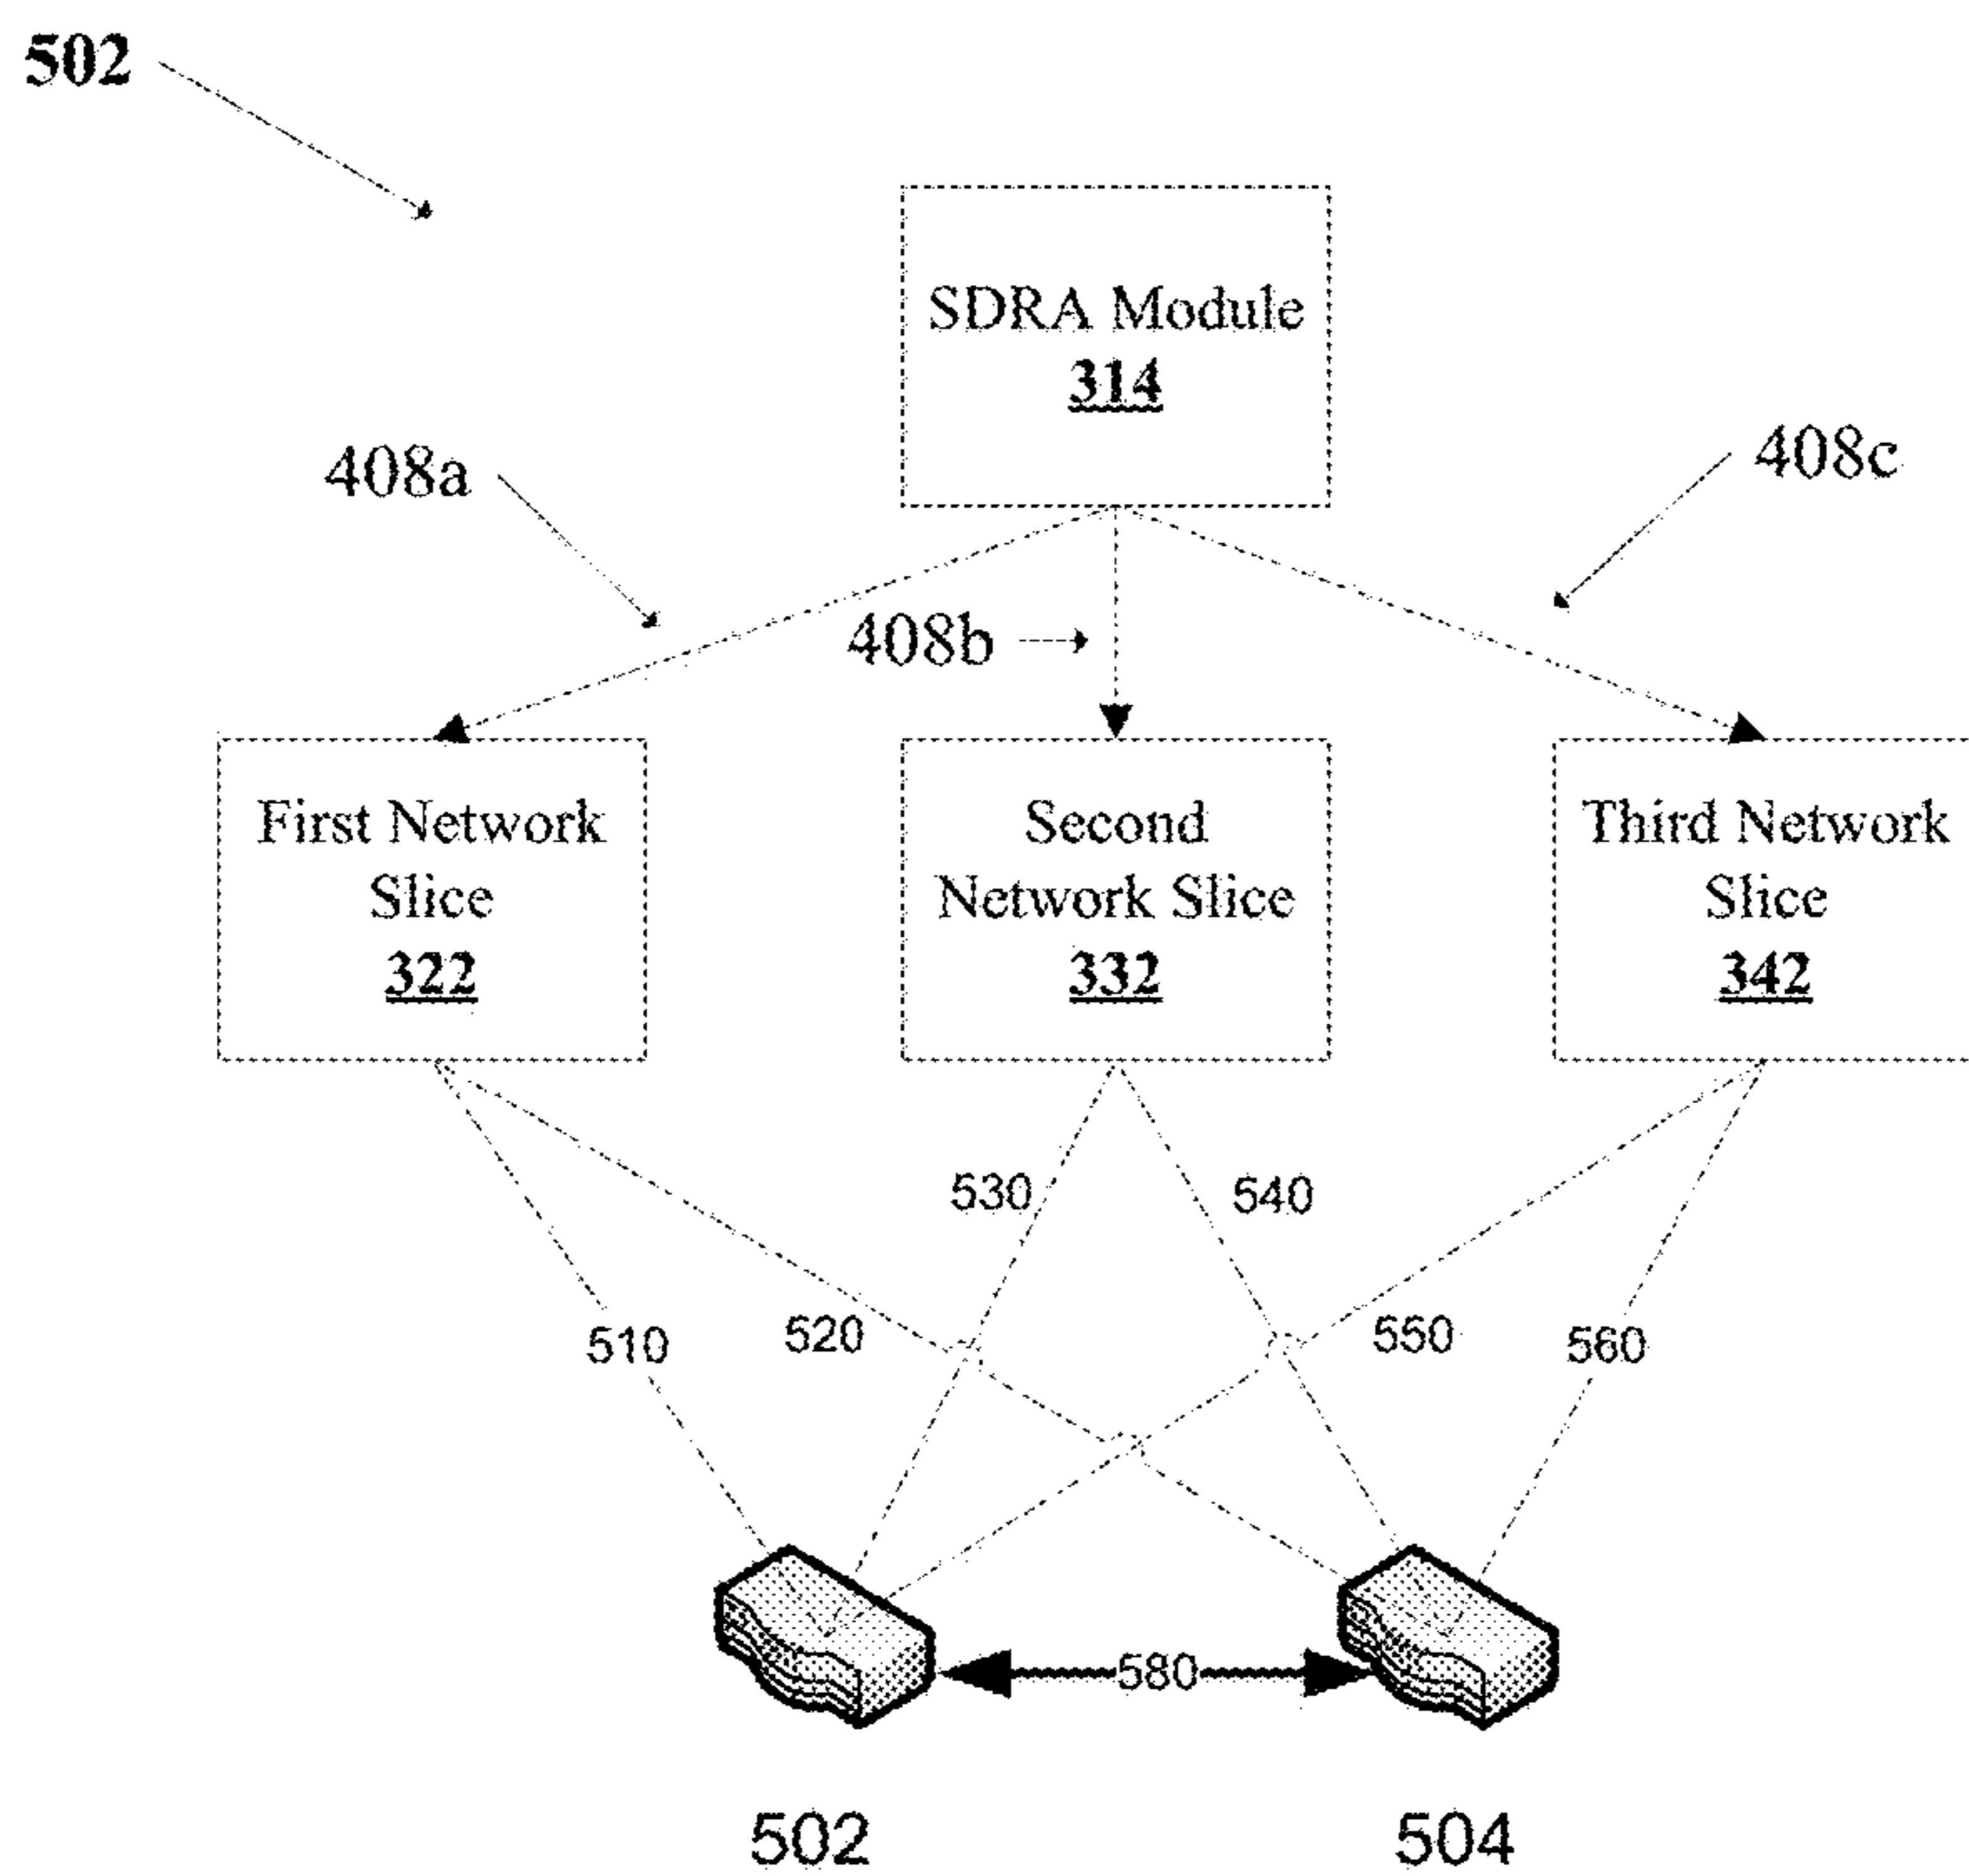 502
SDRA Module
314
408a
408c
408b
First Network
Slice
322
Second
Network Slice
332
Third Network
Slice
342
530
540
510
520
550
560
580
502
504